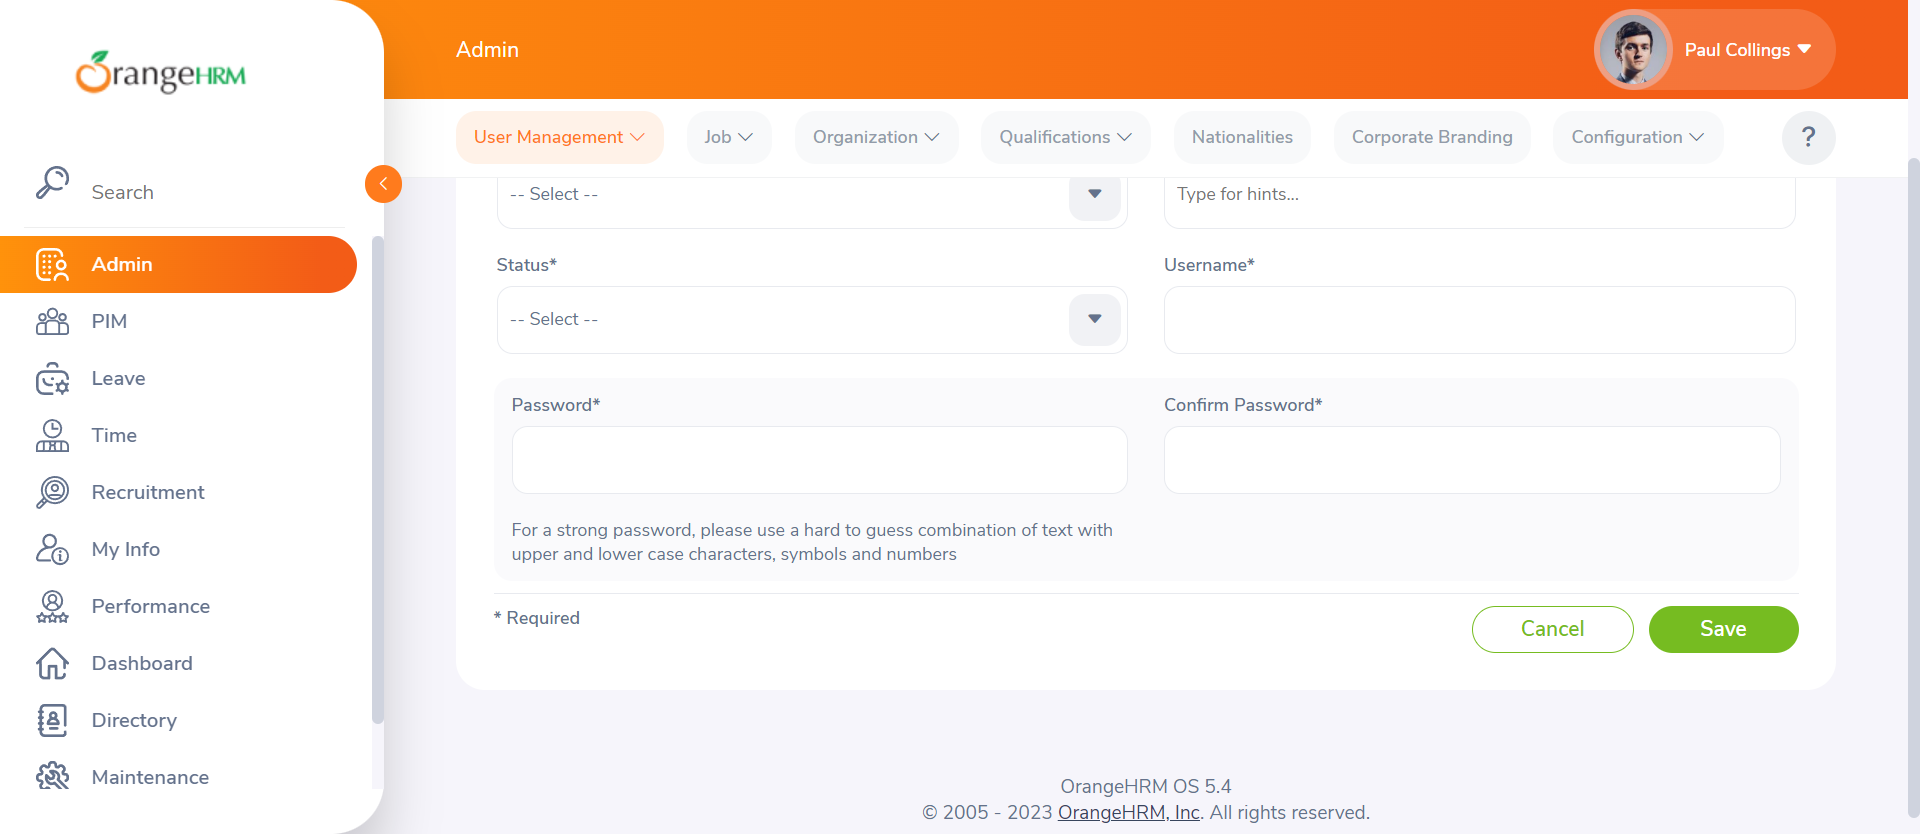 OrangeHRM
Admin
Paul Collings
User Management
Job
Organization
Qualifications
Nationalities
Corporate Branding
Configuration
?
Search
Admin
PIM
Leave
Time
Recruitment
My Info
Performance
Dashboard
Directory
Maintenance
-- Select --
Type for hints...
Status*
Username*
-- Select --
Password*
Confirm Password*
For a strong password, please use a hard to guess combination of text with
upper and lower case characters, symbols and numbers
* Required
Cancel
Save
OrangeHRM OS 5.4
© 2005 - 2023 OrangeHRM, Inc. All rights reserved.